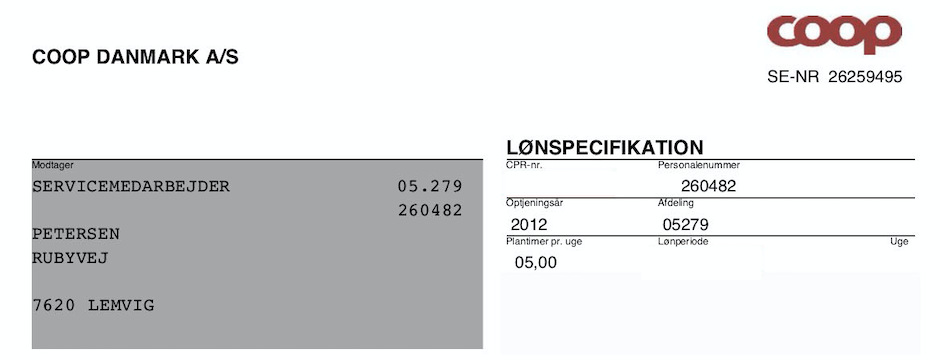 coop
COOP DANMARK A/S
SE-NR 26259495
Modtager
SERVICEMEDARBEJDER 05.279
260482
PETERSEN
RUBYVEJ
7620 LEMVIG
LØNSPECIFIKATION
CPR-nr. Personalenummer
260482
Optjeningsår Afdeling
2012 05279
Plantimer pr. uge Lønperiode Uge
05,00